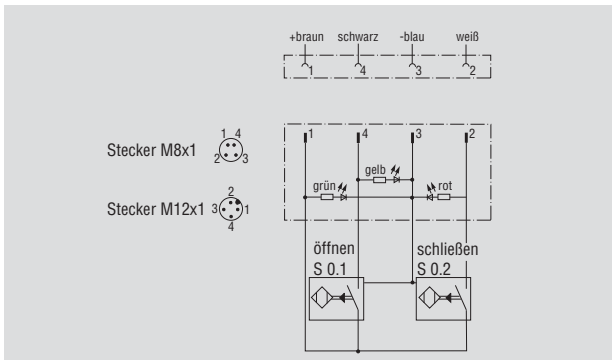 +braun schwarz -blau weiß
1 4 3 2
1 4 3 2
Stecker M8x1
1 4
2 3
gelb
grün rot
Stecker M12x1
2
3 1
4
öffnen schließen
S 0.1 S 0.2